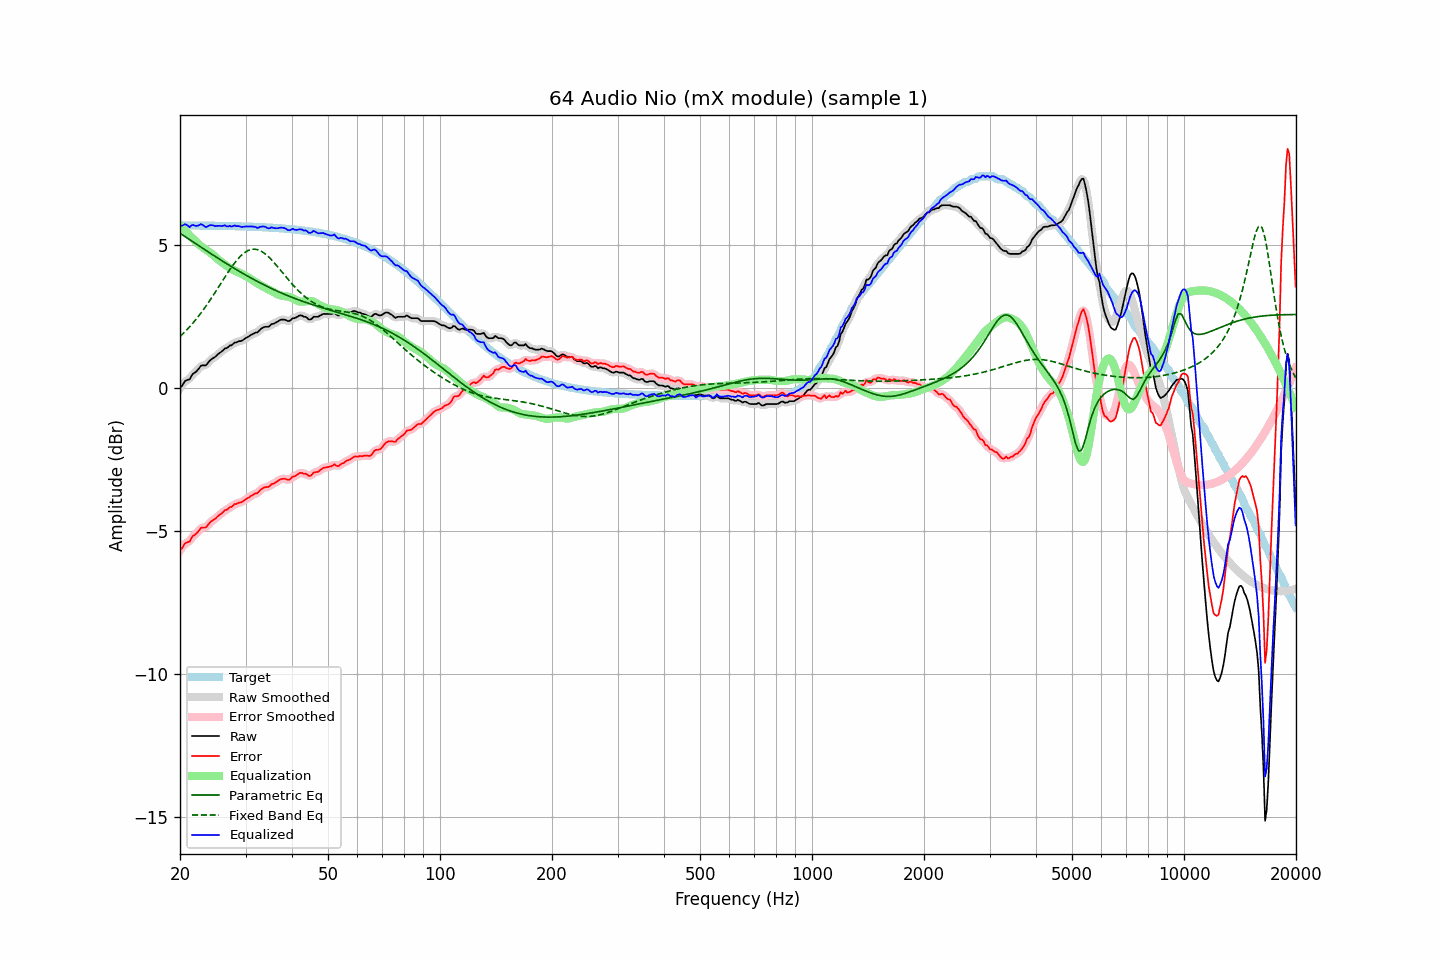 64 Audio Nio (mX module) (sample 1)
Amplitude (dBr)
5
0
−5
−10
−15
Target
Raw Smoothed
Error Smoothed
Raw
Error
Equalization
Parametric Eq
Fixed Band Eq
Equalized
20 50 100 200 500 1000 2000 5000 10000 20000
Frequency (Hz)